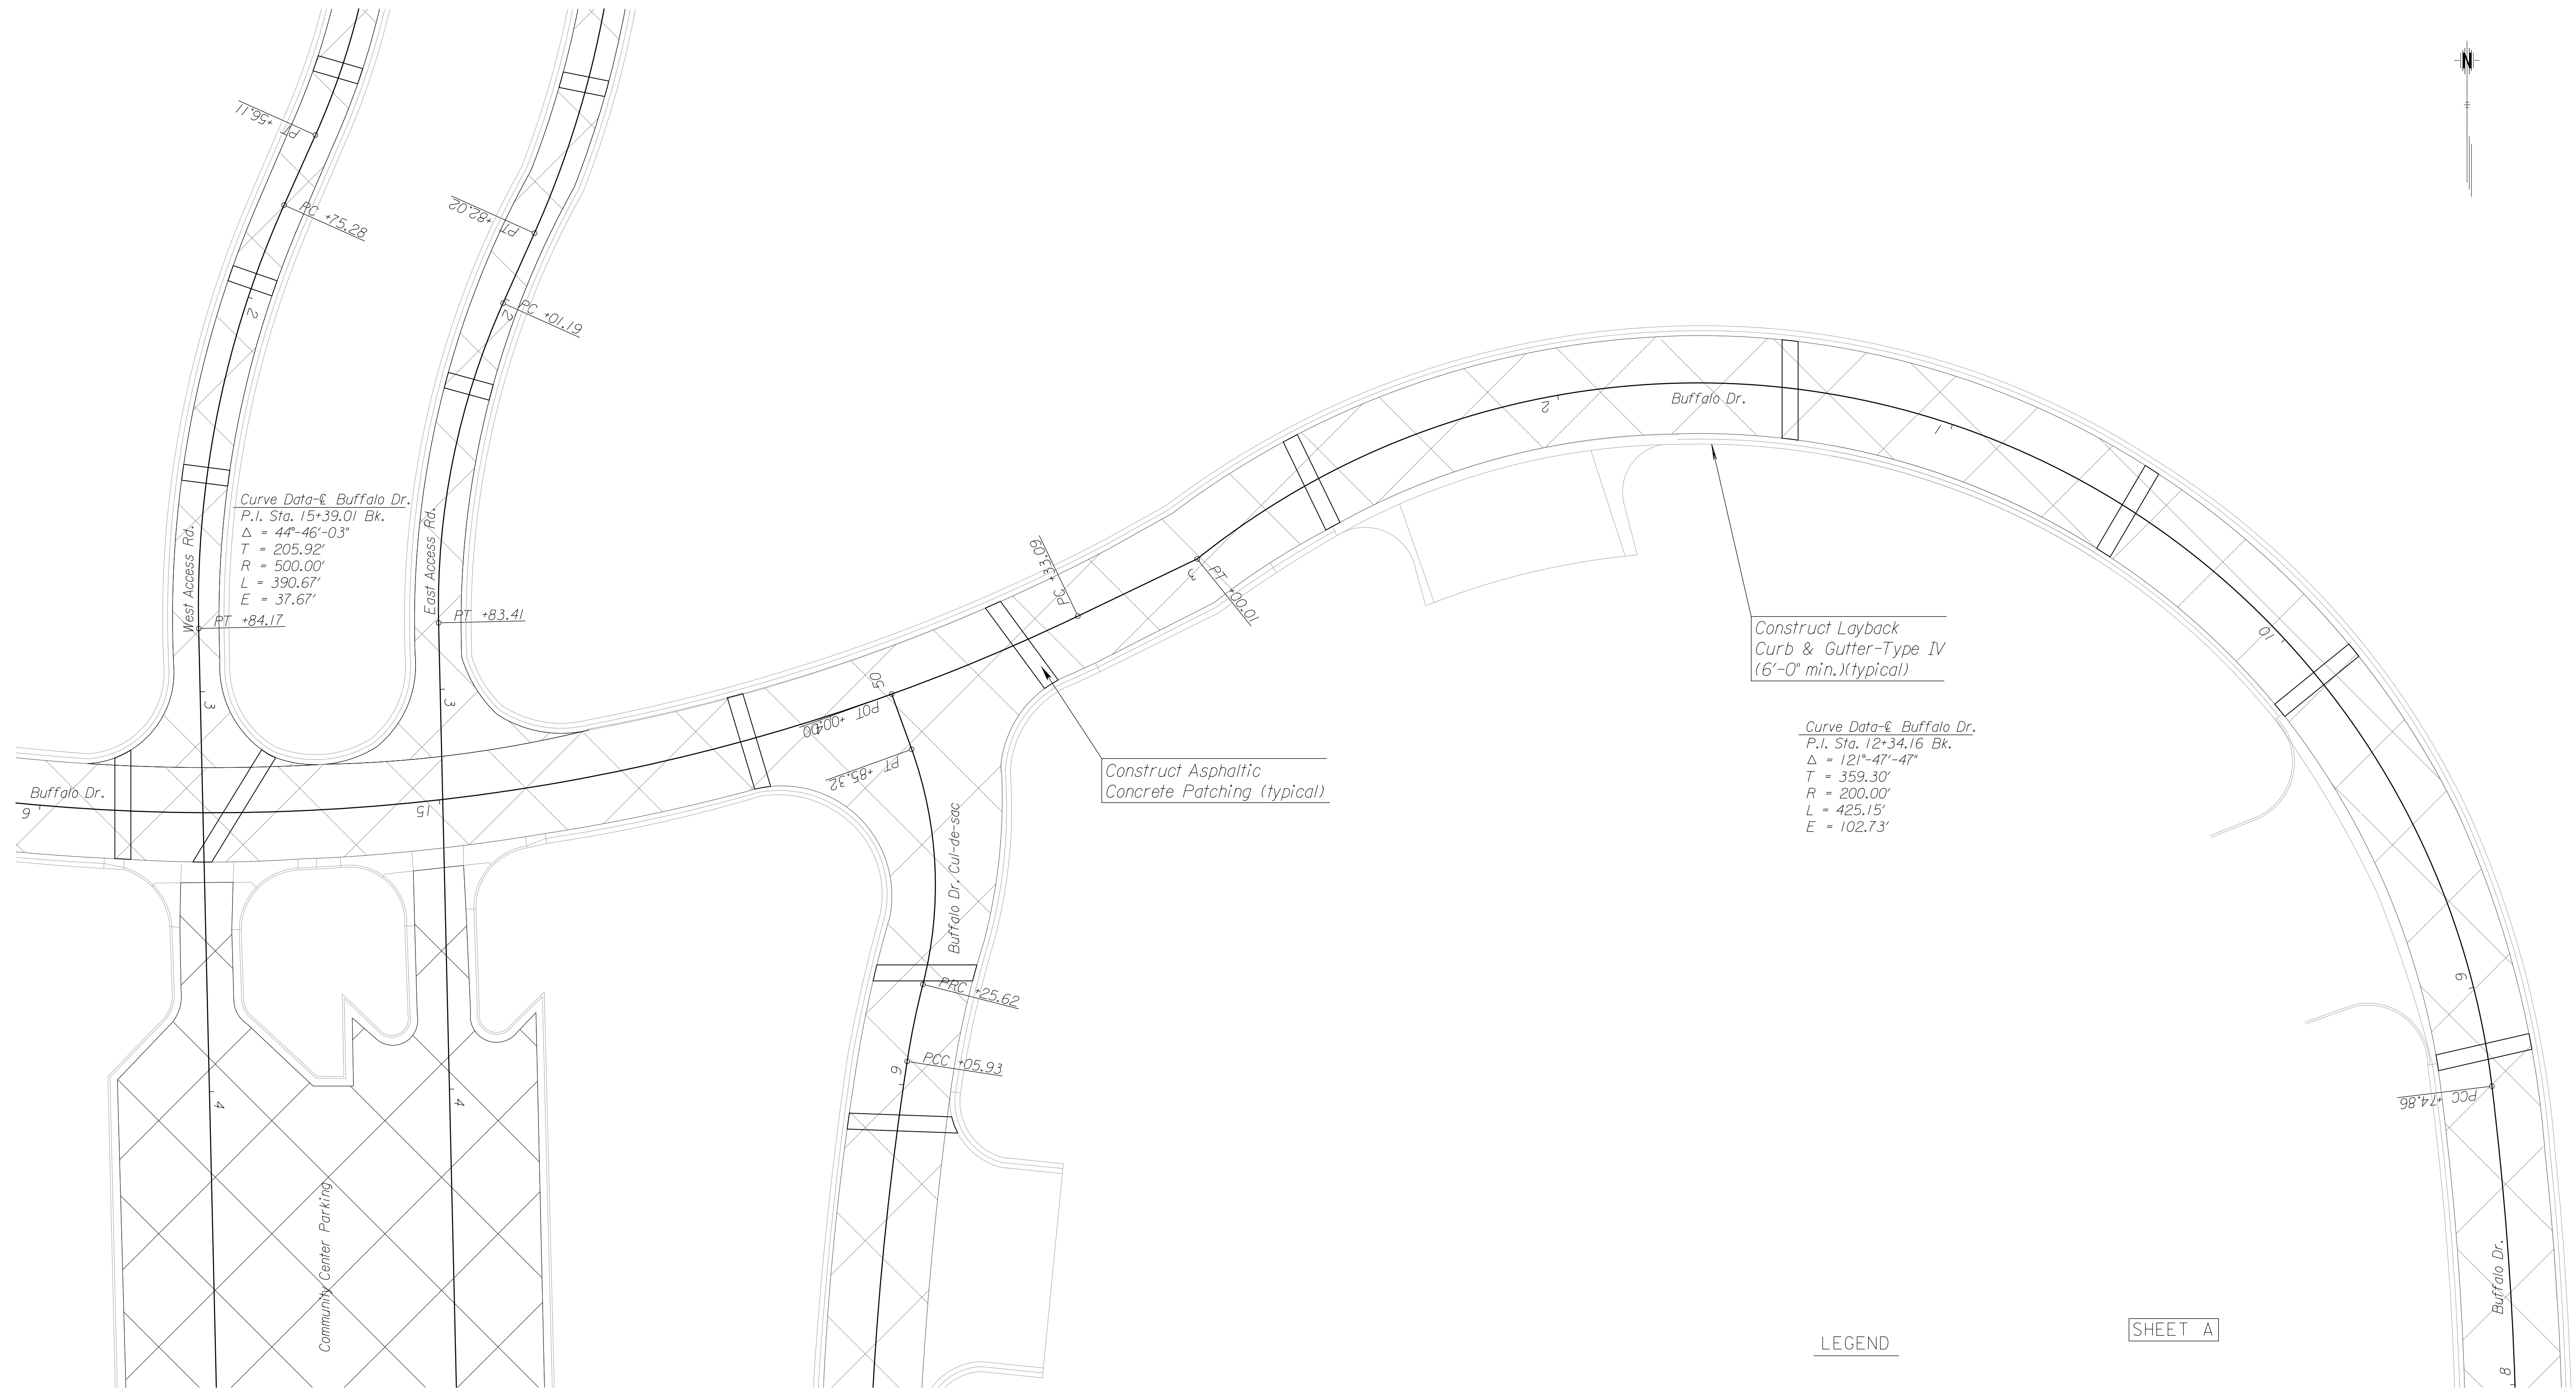 N
PT +56.11
PC +75.28
2
PT +82.02
PC +01.19
2
Curve Data-℄ Buffalo Dr.
P.I. Sta. 15+39.01 Bk.
Δ = 44°-46'-03"
T = 205.92'
R = 500.00'
L = 390.67'
E = 37.67'
West Access Rd.
East Access Rd.
PT +84.17
PT +83.41
3
3
Buffalo Dr.
6
15
50
PC +33.09
3
PT +00.01
2
Buffalo Dr.
1
10
9
PCC +74.86
Buffalo Dr.
8
Construct Layback
Curb & Gutter-Type IV
(6'-0" min.)(typical)
Curve Data-℄ Buffalo Dr.
P.I. Sta. 12+34.16 Bk.
Δ = 121°-47'-47"
T = 359.30'
R = 200.00'
L = 425.15'
E = 102.73'
Construct Asphaltic
Concrete Patching (typical)
POT
PT +85.32
Buffalo Dr. Cul-de-sac
PRC +25.62
PCC +05.93
6
4
4
Community Center Parking
LEGEND
SHEET A